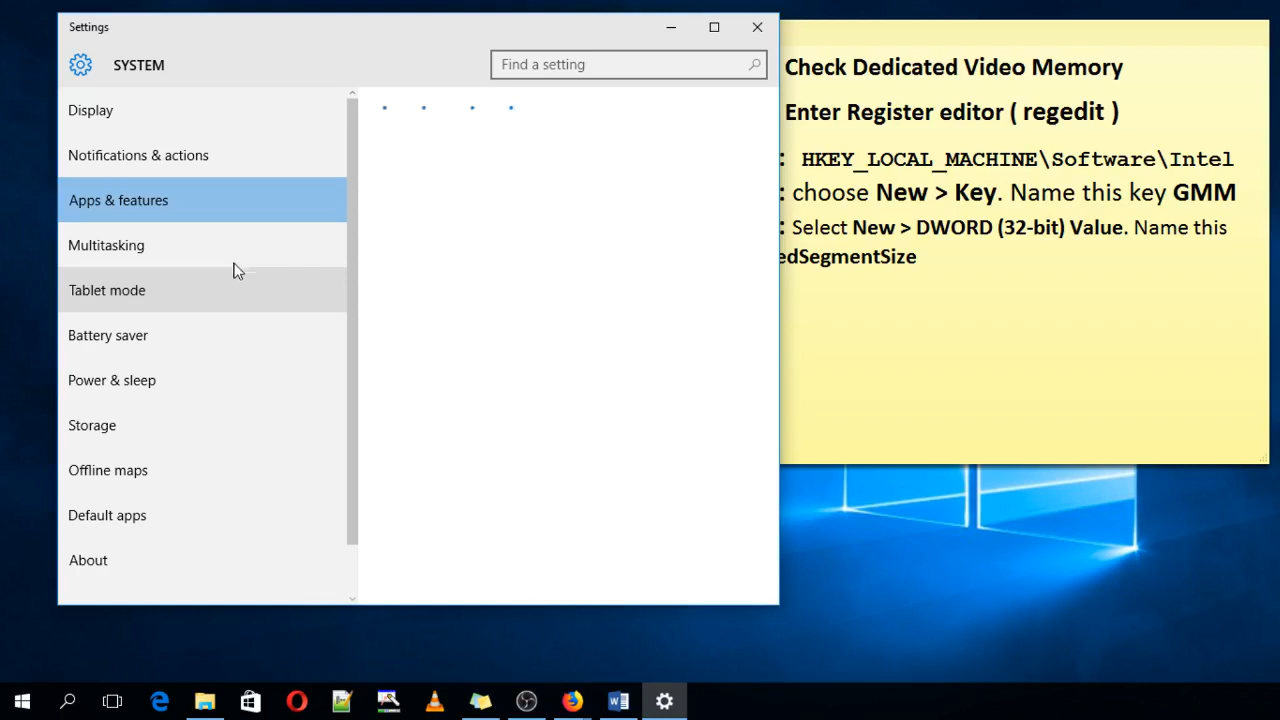 Settings
SYSTEM
Find a setting
Display
Notifications & actions
Apps & features
Multitasking
Tablet mode
Battery saver
Power & sleep
Storage
Offline maps
Default apps
About
Check Dedicated Video Memory
Enter Register editor ( regedit )
: HKEY_LOCAL_MACHINE\Software\Intel
: choose New > Key. Name this key GMM
: Select New > DWORD (32-bit) Value. Name this
edSegmentSize